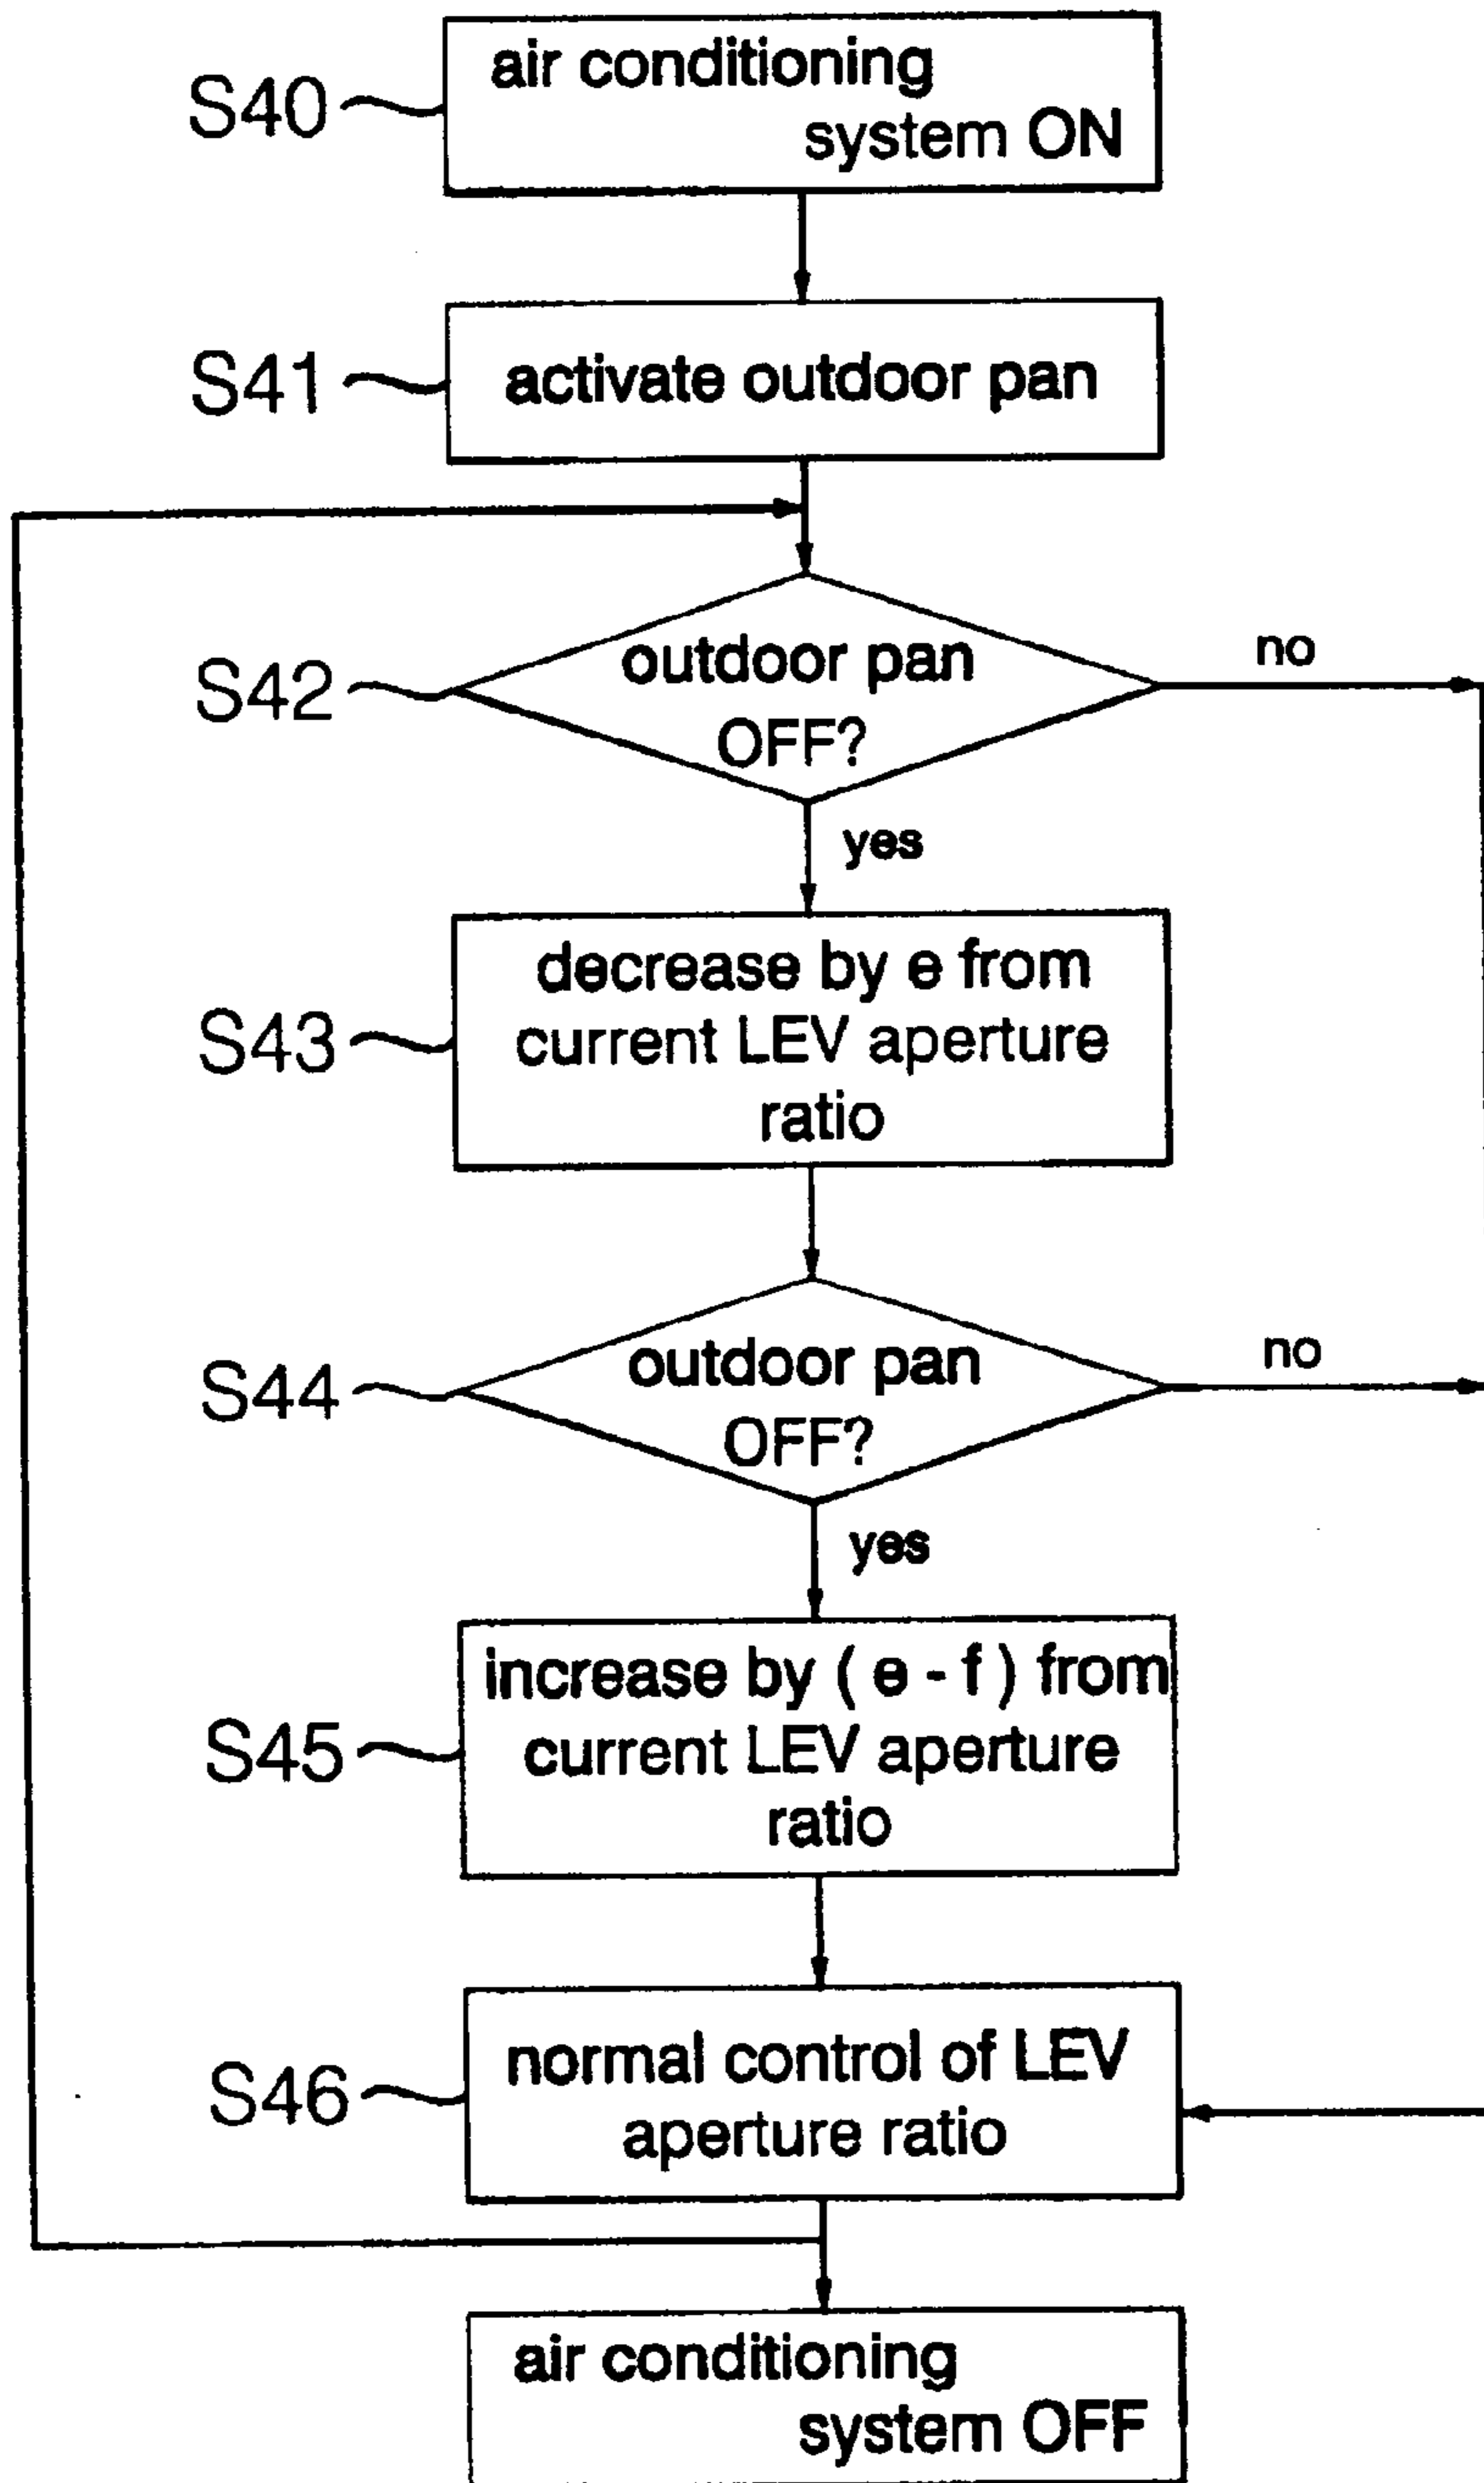 S40
air conditioning
system ON
S41
activate outdoor pan
S42
outdoor pan
OFF?
no
yes
S43
decrease by e from
current LEV aperture
ratio
S44
outdoor pan
OFF?
no
yes
S45
increase by ( e - f ) from
current LEV aperture
ratio
S46
normal control of LEV
aperture ratio
air conditioning
system OFF